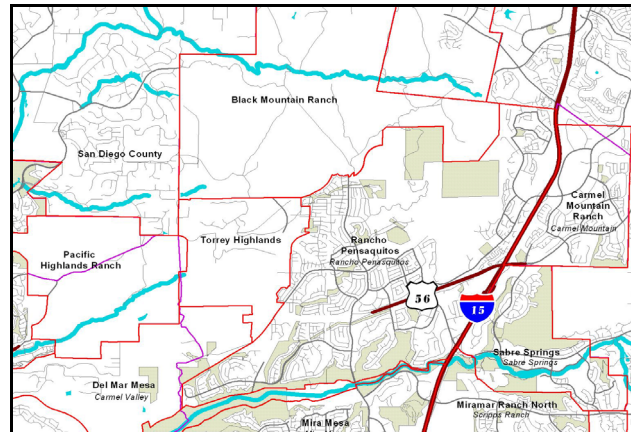 Black Mountain Ranch
San Diego County
Carmel
Mountain
Ranch
Carmel Mountain
Torrey Highlands
Rancho
Penasquitos
Rancho Penasquitos
Pacific
Highlands Ranch
56
15
Sabre Springs
Sabre Springs
Del Mar Mesa
Carmel Valley
Miramar Ranch North
Scripps Ranch
Mira Mesa